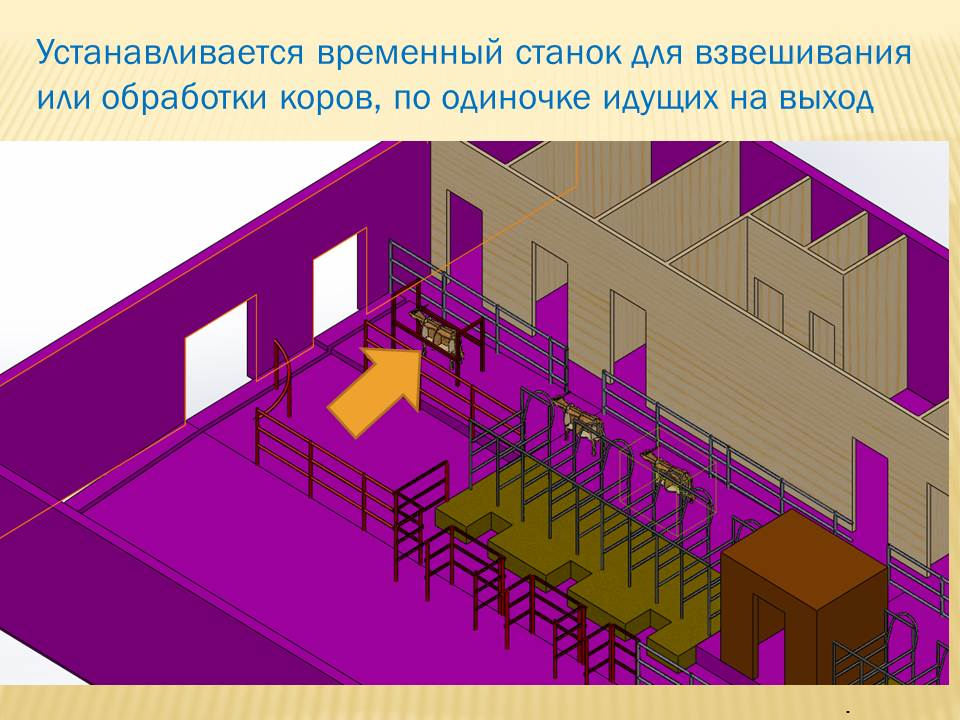 Устанавливается временный станок для взвешивания
или обработки коров, по одиночке идущих на выход
.